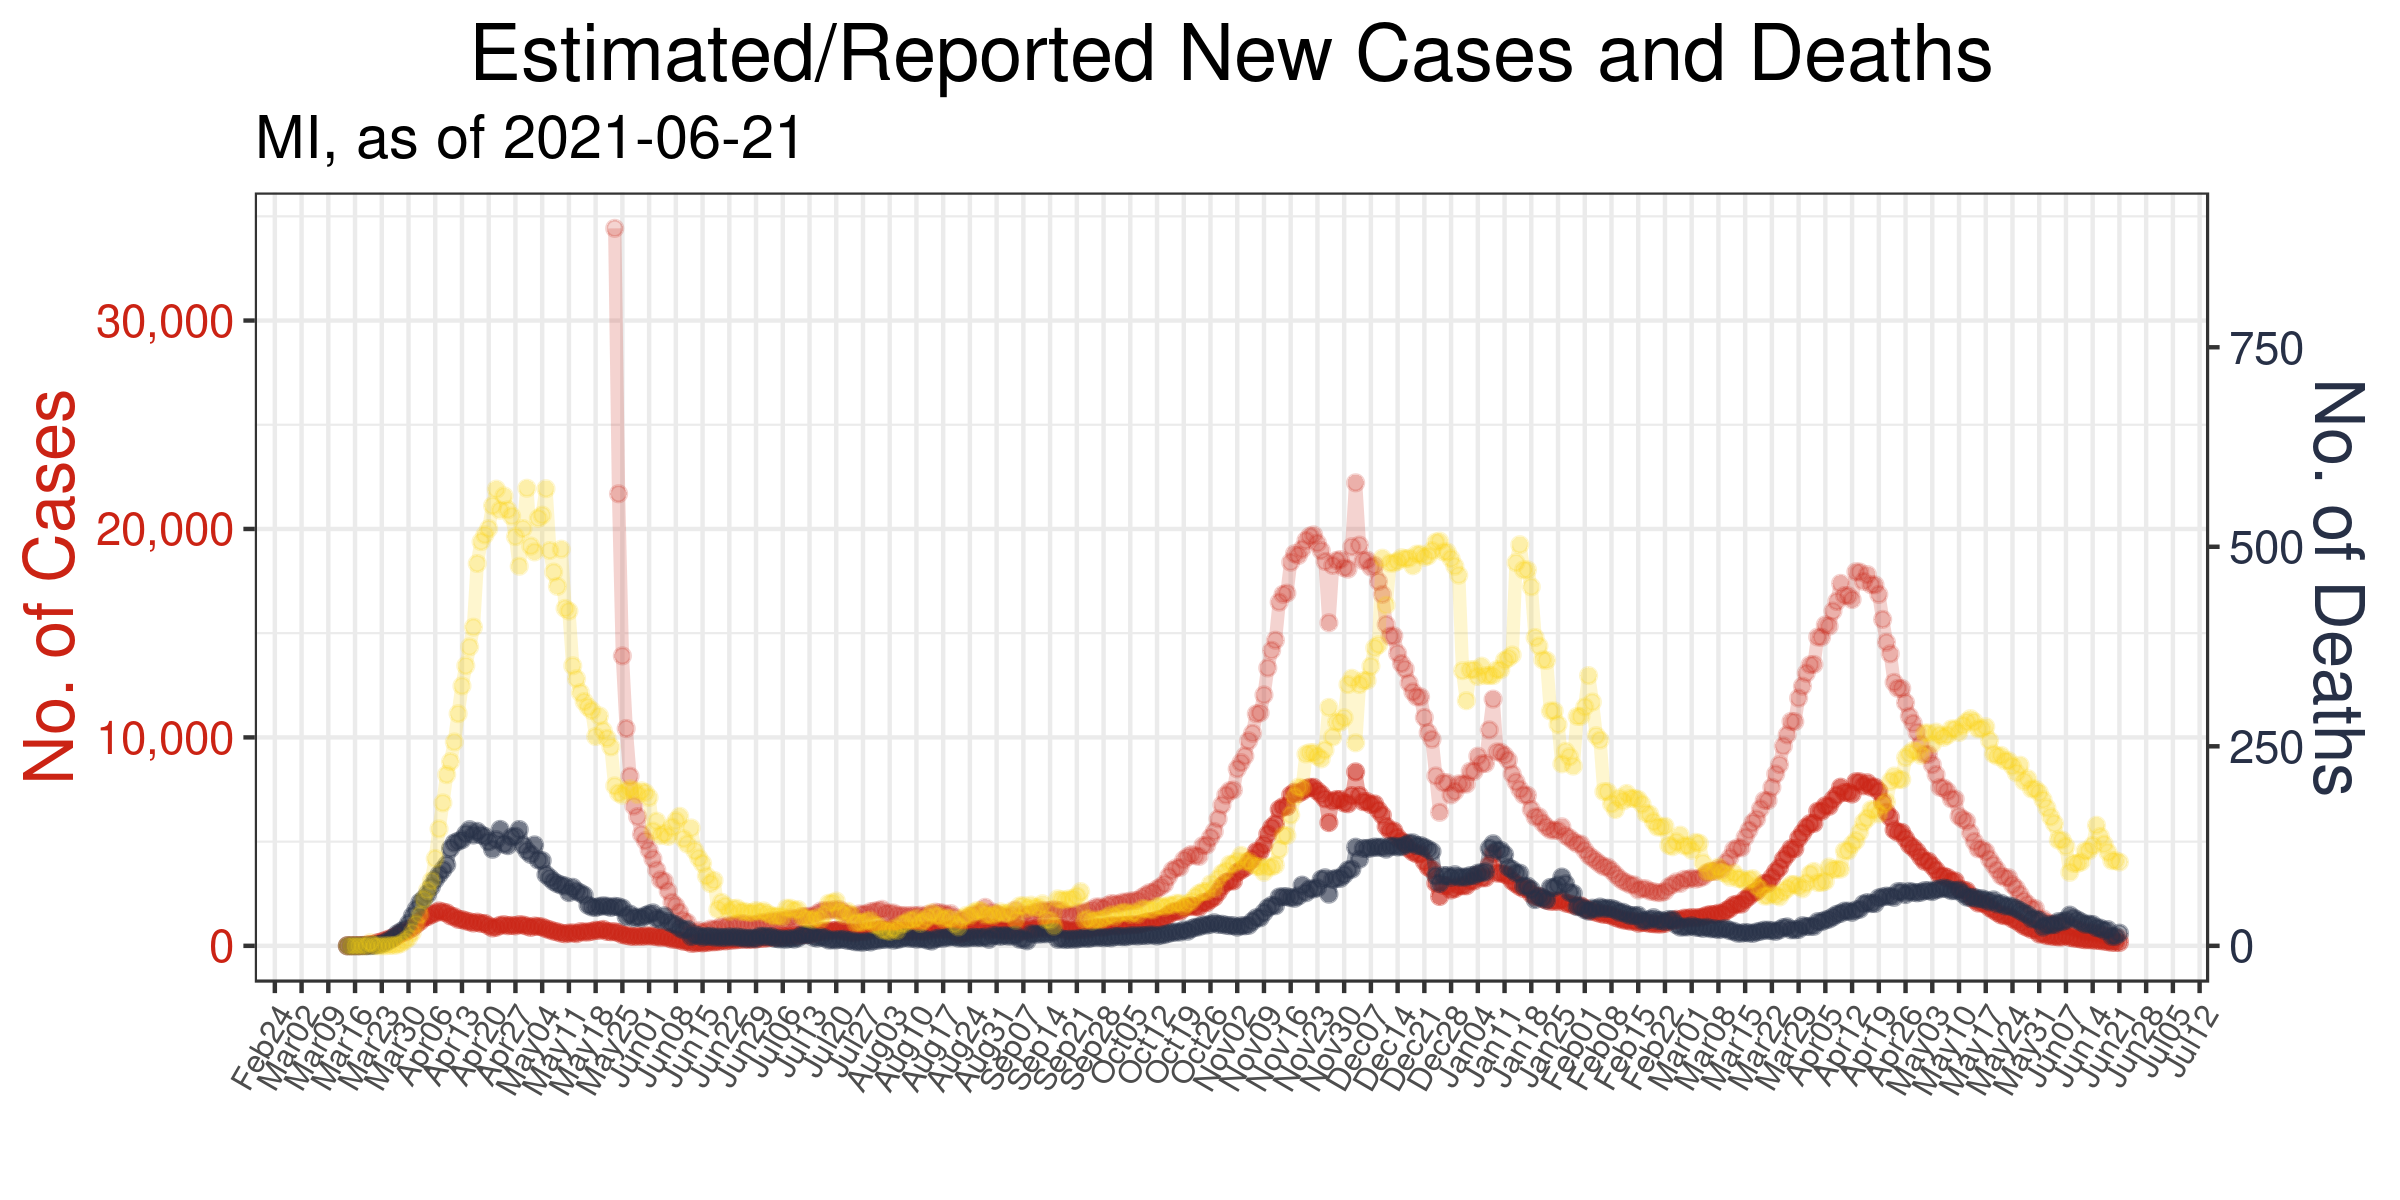 Estimated/Reported New Cases and Deaths
MI, as of 2021-06-21
No. of Cases
30,000
20,000
10,000
0
750
500
250
0
No. of Deaths
Feb24
Mar02
Mar09
Mar16
Mar23
Mar30
Apr06
Apr13
Apr20
Apr27
May04
May11
May18
May25
Jun01
Jun08
Jun15
Jun22
Jun29
Jul06
Jul13
Jul20
Jul27
Aug03
Aug10
Aug17
Aug24
Aug31
Sep07
Sep14
Sep21
Sep28
Oct05
Oct12
Oct19
Oct26
Nov02
Nov09
Nov16
Nov23
Nov30
Dec07
Dec14
Dec21
Dec28
Jan04
Jan11
Jan18
Jan25
Feb01
Feb08
Feb15
Feb22
Mar01
Mar08
Mar15
Mar22
Mar29
Apr05
Apr12
Apr19
Apr26
May03
May10
May17
May24
May31
Jun07
Jun14
Jun21
Jun28
Jul05
Jul12